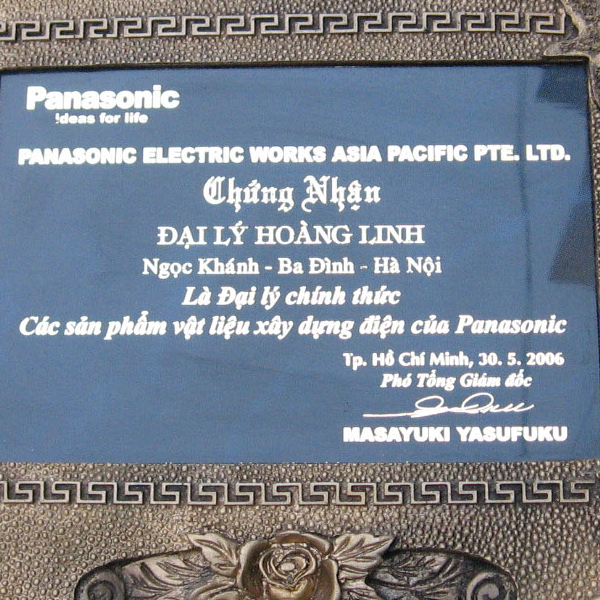 Panasonic
ideas for life
PANASONIC ELECTRIC WORKS ASIA PACIFIC PTE. LTD.
Chứng Nhận
ĐẠI LÝ HOÀNG LINH
Ngọc Khánh - Ba Đình - Hà Nội
Là Đại lý chính thức
Các sản phẩm vật liệu xây dựng điện của Panasonic
Tp. Hồ Chí Minh, 30. 5. 2006
Phó Tổng Giám đốc
MASAYUKI YASUFUKU